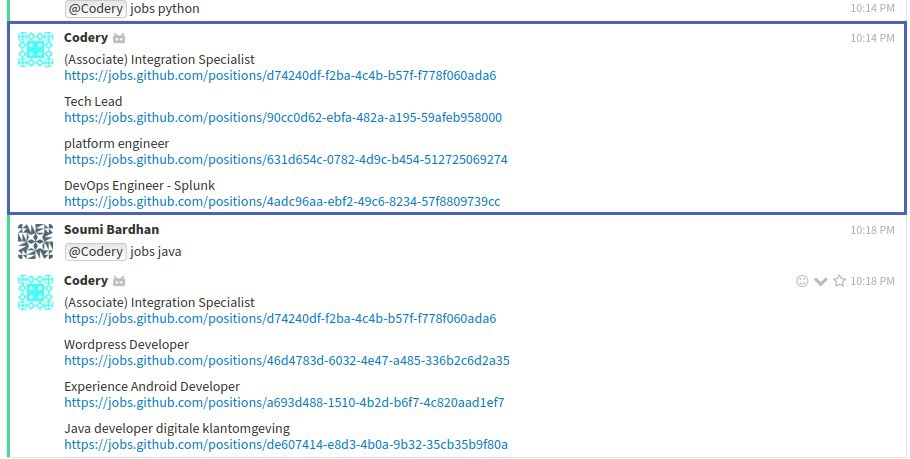 @Codery jobs python 10:14 PM
Codery 10:14 PM
(Associate) Integration Specialist
https://jobs.github.com/positions/d74240df-f2ba-4c4b-b57f-f778f060ada6
Tech Lead
https://jobs.github.com/positions/90cc0d62-ebfa-482a-a195-59afeb958000
platform engineer
https://jobs.github.com/positions/631d654c-0782-4d9c-b454-512725069274
DevOps Engineer - Splunk
https://jobs.github.com/positions/4adc96aa-ebf2-49c6-8234-57f8809739cc
Soumi Bardhan 10:18 PM
@Codery jobs java
Codery 10:18 PM
(Associate) Integration Specialist
https://jobs.github.com/positions/d74240df-f2ba-4c4b-b57f-f778f060ada6
Wordpress Developer
https://jobs.github.com/positions/46d4783d-6032-4e47-a485-336b2c6d2a35
Experience Android Developer
https://jobs.github.com/positions/a693d488-1510-4b2d-b6f7-4c820aad1ef7
Java developer digitale klantomgeving
https://jobs.github.com/positions/de607414-e8d3-4b0a-9b32-35cb35b9f80a